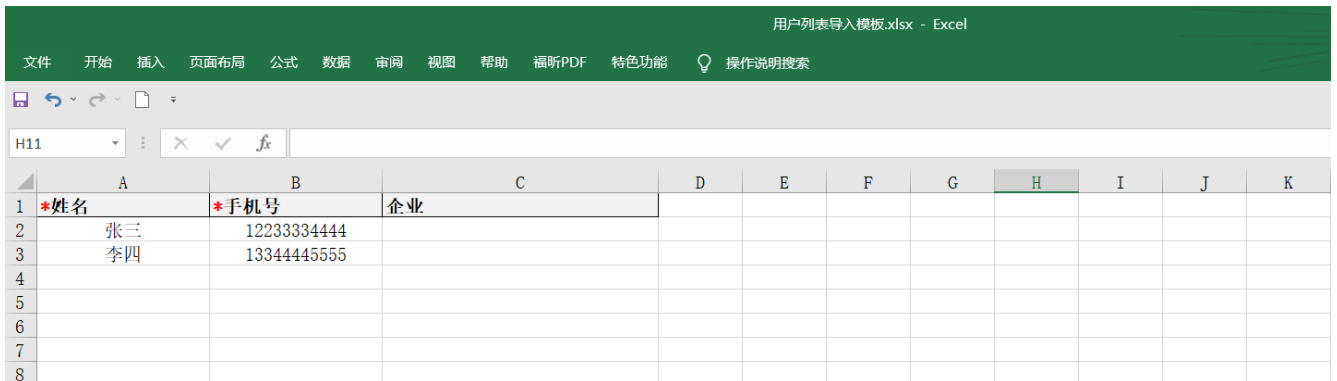 用户列表导入模板.xlsx - Excel
文件 开始 插入 页面布局 公式 数据 审阅 视图 帮助 福昕PDF 特色功能 操作说明搜索
H11 fx
A B C D E F G H I J K
1 *姓名 *手机号 企业
2 张三 12233334444
3 李四 13344445555
4
5
6
7
8